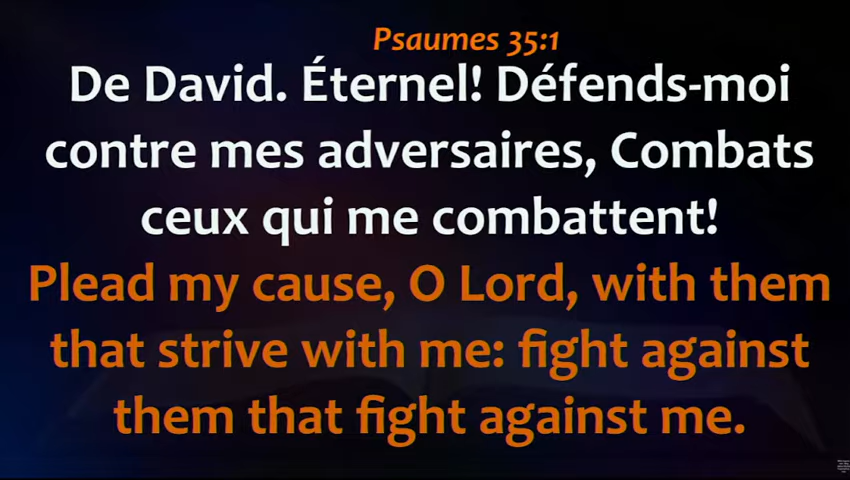 Psaumes 35:1
De David. Éternel! Défends-moi
contre mes adversaires, Combats
ceux qui me combattent!
Plead my cause, O Lord, with them
that strive with me: fight against
them that fight against me.